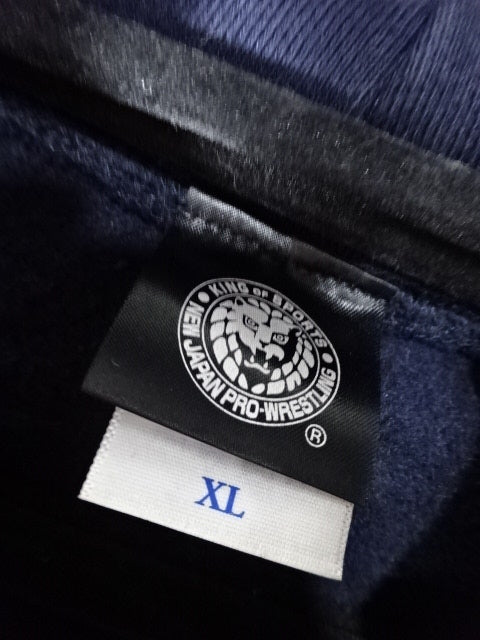 • KING OF SPORTS •
NEW JAPAN PRO-WRESTLING
®
XL